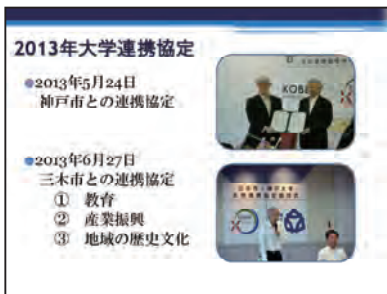 2013年大学連携協定
2013年5月24日
神戸市との連携協定
KOBE
2013年6月27日
三木市との連携協定
① 教育
② 産業振興
③ 地域の歴史文化